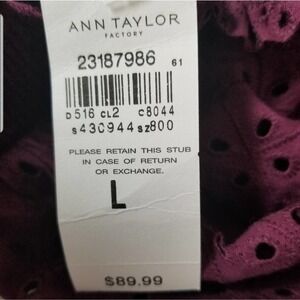 ANN TAYLOR
FACTORY
23187986 61
D516 CL2 C8044
S430944 SZ800
PLEASE RETAIN THIS STUB
IN CASE OF RETURN
OR EXCHANGE.
L
$89.99